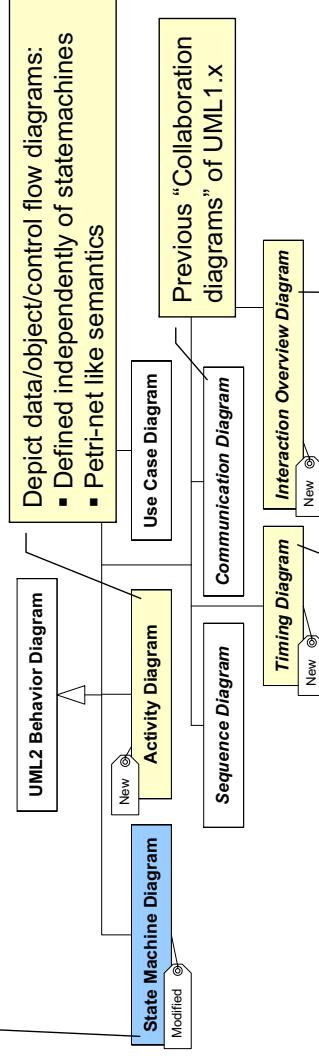 Depict data/object/control flow diagrams:
▪ Defined independently of statemachines
▪ Petri-net like semantics
UML2 Behavior Diagram
Use Case Diagram
New
Activity Diagram
State Machine Diagram
Modified
Previous “Collaboration
diagrams” of UML1.x
Sequence Diagram
Communication Diagram
Timing Diagram
New
Interaction Overview Diagram
New